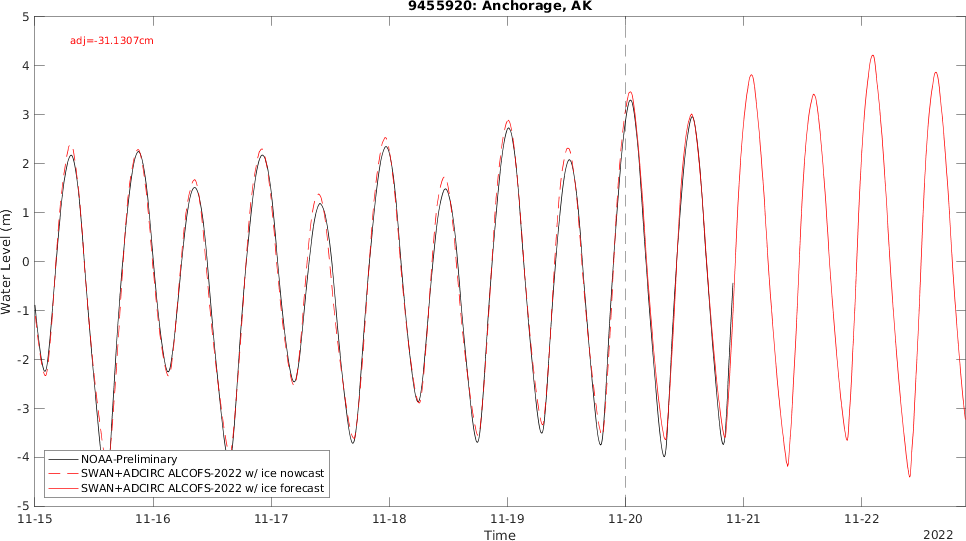 9455920: Anchorage, AK
adj=-31.1307cm
5
4
3
2
1
0
-1
-2
-3
-4
-5
Water Level (m)
NOAA-Preliminary
SWAN+ADCIRC ALCOFS-2022 w/ ice nowcast
SWAN+ADCIRC ALCOFS-2022 w/ ice forecast
11-15 11-16 11-17 11-18 11-19 11-20 11-21 11-22
Time
2022